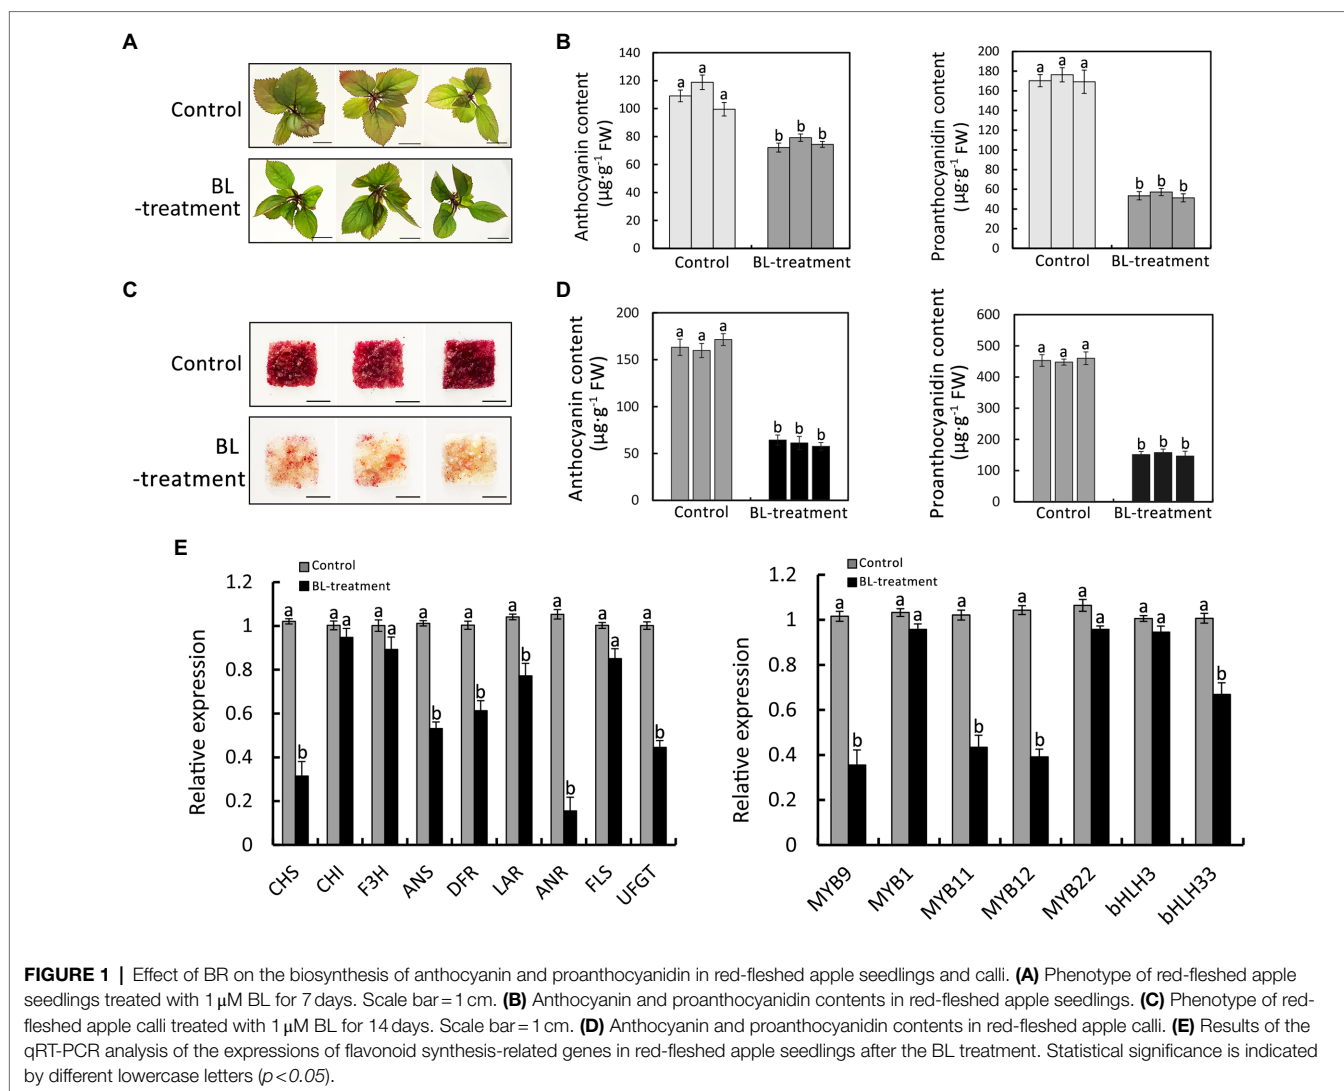 A
Control
BL
-treatment
B
Anthocyanin content
(µg·g-1 FW)
140
120
100
80
60
40
20
0
a
a
a
b
b
b
Control
BL-treatment
Proanthocyanidin content
(µg·g-1 FW)
200
180
160
140
120
100
80
60
40
20
0
a
a
a
b
b
b
Control
BL-treatment
C
Control
BL
-treatment
D
Anthocyanin content
(µg·g-1 FW)
200
150
100
50
0
a
a
a
b
b
b
Control
BL-treatment
Proanthocyanidin content
(µg·g-1 FW)
600
500
400
300
200
100
0
a
a
a
b
b
b
Control
BL-treatment
E
Control
BL-treatment
Relative expression
1.2
1
0.8
0.6
0.4
0.2
0
a
b
a
a
a
a
a
b
a
b
a
b
a
b
a
a
a
b
CHS
CHI
F3H
ANS
DFR
LAR
ANR
FLS
UFGT
Control
BL-treatment
Relative expression
1.2
1
0.8
0.6
0.4
0.2
0
a
b
a
a
a
b
a
b
a
a
a
a
a
b
MYB9
MYB1
MYB11
MYB12
MYB22
bHLH3
bHLH33
FIGURE 1 | Effect of BR on the biosynthesis of anthocyanin and proanthocyanidin in red-fleshed apple seedlings and calli. (A) Phenotype of red-fleshed apple
seedlings treated with 1 µM BL for 7 days. Scale bar = 1 cm. (B) Anthocyanin and proanthocyanidin contents in red-fleshed apple seedlings. (C) Phenotype of red-
fleshed apple calli treated with 1 µM BL for 14 days. Scale bar = 1 cm. (D) Anthocyanin and proanthocyanidin contents in red-fleshed apple calli. (E) Results of the
qRT-PCR analysis of the expressions of flavonoid synthesis-related genes in red-fleshed apple seedlings after the BL treatment. Statistical significance is indicated
by different lowercase letters (p < 0.05).